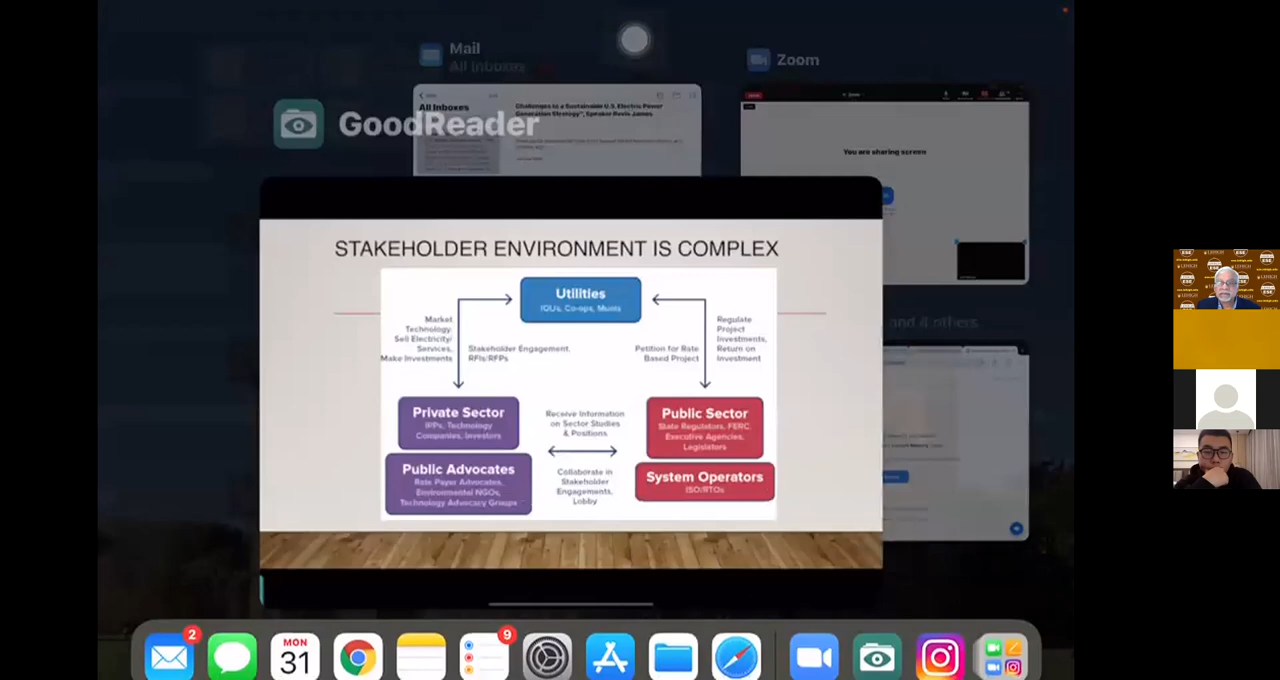 Mail
All Inboxes
Zoom
All Inboxes
Challenges to a Sustainable U.S. Electric Power
Generation Strategy", Speaker Revis James
GoodReader
You are sharing screen
and 4 others
STAKEHOLDER ENVIRONMENT IS COMPLEX
Utilities
IOUs, Co-ops, Munis
Market
Technology,
Sell Electricity/
Services,
Make Investments
Stakeholder Engagement,
RFIs/RFPs
Petition for Rate
Based Project
Regulate
Project
Investments,
Return on
Investment
Private Sector
IPPs, Technology
Companies, Investors
Public Advocates
Rate Payer Advocates,
Environmental NGOs,
Technology Advocacy Groups
Receive Information
on Sector Studies
& Positions
Collaborate in
Stakeholder
Engagements,
Lobby
Public Sector
State Regulators, FERC,
Executive Agencies,
Legislators
System Operators
ISO/RTOs
2
MON
31
9